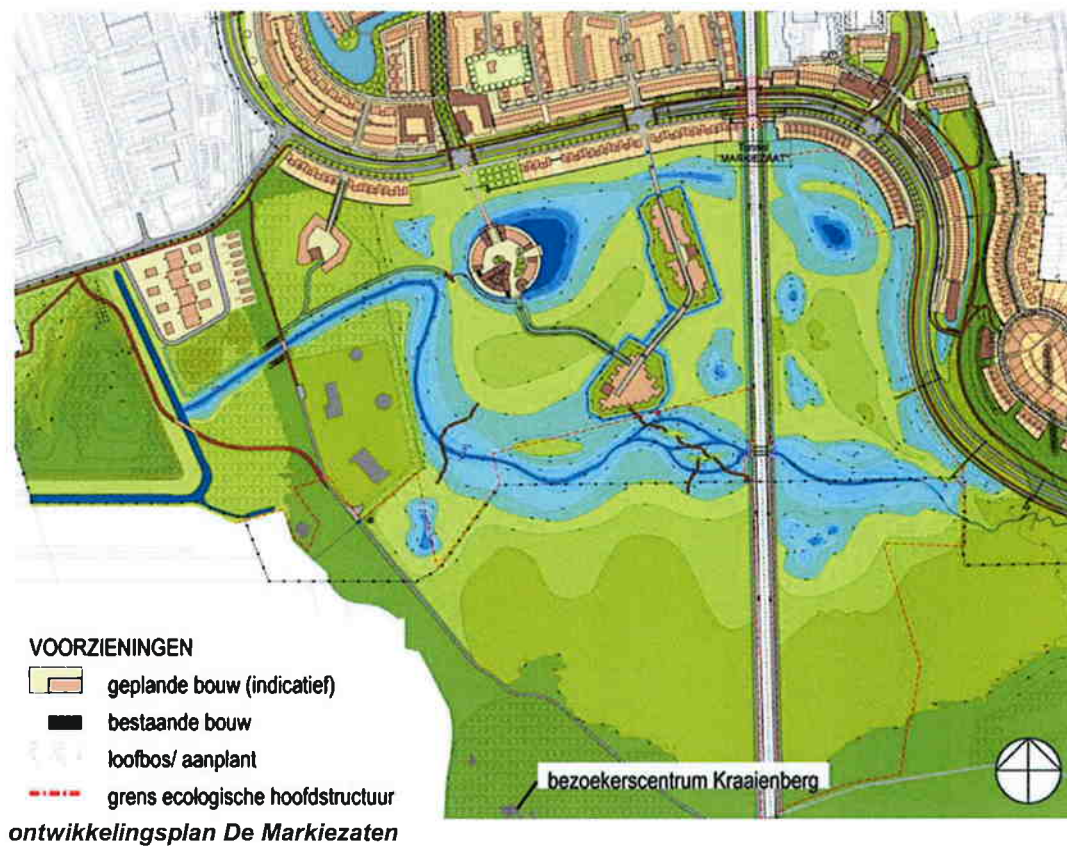 Tunnel
"MARKIEZAAT"
VOORZIENINGEN
geplande bouw (indicatief)
bestaande bouw
loofbos/ aanplant
grens ecologische hoofdstructuur
bezoekerscentrum Kraaienberg
ontwikkelingsplan De Markiezaten